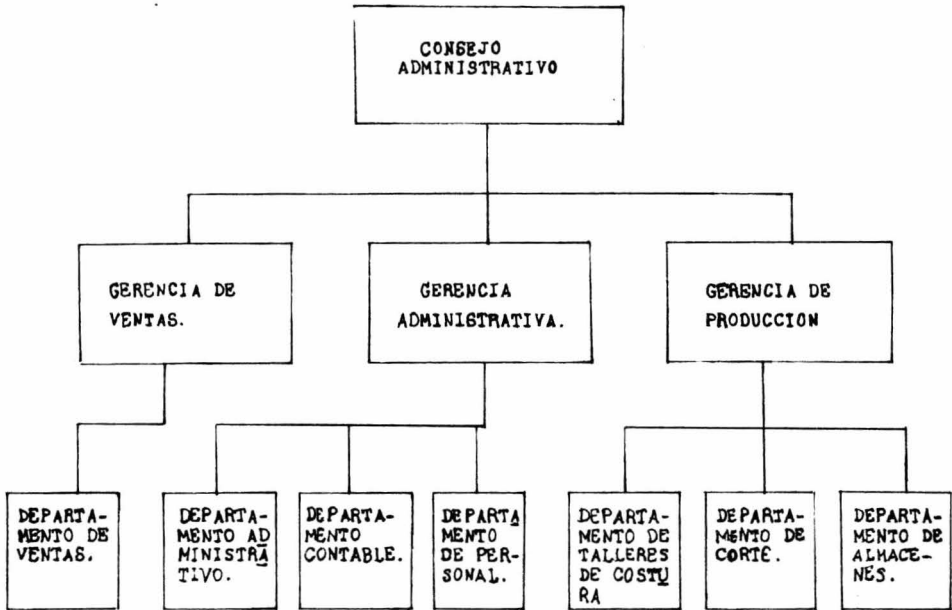 CONSEJO
ADMINISTRATIVO
GERENCIA DE
VENTAS.
GERENCIA
ADMINISTRATIVA.
GERENCIA DE
PRODUCCION
DEPARTA-
MENTO DE
VENTAS.
DEPARTA-
MENTO AD
MINISTRA
TIVO.
DEPARTA-
MENTO
CONTABLE.
DEPARTA
MENTO
DE PER-
SONAL.
DEPARTA-
MENTO DE
TALLERES
DE COSTU
RA
DEPARTA-
MENTO DE
CORTE.
DEPARTA-
MENTO DE
ALMACE-
NES.